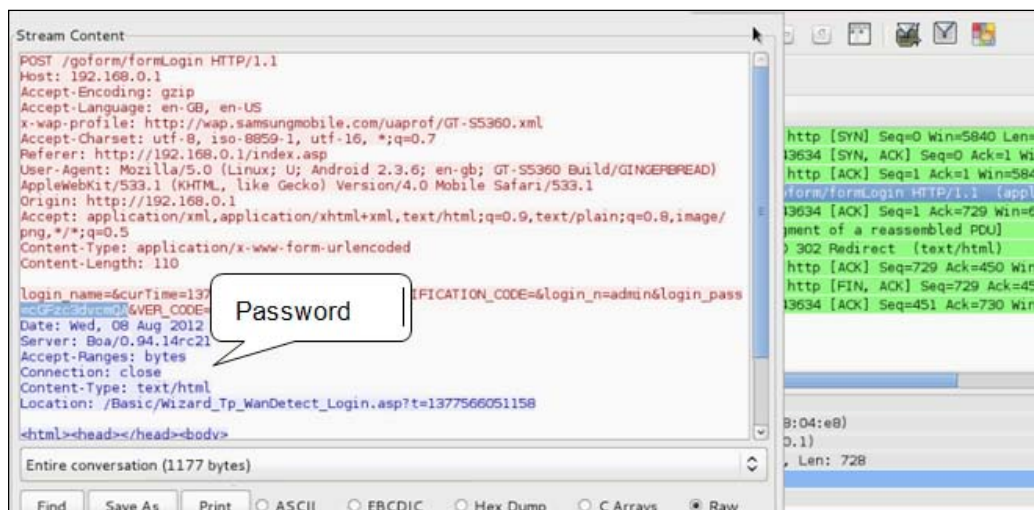 Stream Content
POST /goform/formLogin HTTP/1.1
Host: 192.168.0.1
Accept-Encoding: gzip
Accept-Language: en-GB, en-US
x-wap-profile: http://wap.samsungmobile.com/uaprof/GT-S5360.xml
Accept-Charset: utf-8, iso-8859-1, utf-16, *;q=0.7
Referer: http://192.168.0.1/index.asp
User-Agent: Mozilla/5.0 (Linux; U; Android 2.3.6; en-gb; GT-S5360 Build/GINGERBREAD)
AppleWebKit/533.1 (KHTML, like Gecko) Version/4.0 Mobile Safari/533.1
Origin: http://192.168.0.1
Accept: application/xml,application/xhtml+xml,text/html;q=0.9,text/plain;q=0.8,image/
png,*/*;q=0.5
Content-Type: application/x-www-form-urlencoded
Content-Length: 110
login_name=&curTime=137 IFICATION_CODE=&login_n=admin&login_pass
=cGFzc3dvcmQA&VER_CODE=
Password
Date: Wed, 08 Aug 2012
Server: Boa/0.94.14rc21
Accept-Ranges: bytes
Connection: close
Content-Type: text/html
Location: /Basic/Wizard_Tp_WanDetect_Login.asp?t=1377566051158
<html><head></head><body>
Entire conversation (1177 bytes)
Find Save As Print ASCII EBCDIC Hex Dump C Arrays Raw
http [SYN] Seq=0 Win=5840 Len=
43634 [SYN, ACK] Seq=0 Ack=1 Wi
http [ACK] Seq=1 Ack=1 Win=584
form/formLogin HTTP/1.1 (appl
43634 [ACK] Seq=1 Ack=729 Win=6
gment of a reassembled PDU]
302 Redirect (text/html)
http [ACK] Seq=729 Ack=450 Win
http [FIN, ACK] Seq=729 Ack=45
43634 [ACK] Seq=451 Ack=730 Win
8:04:e8)
0.1)
, Len: 728